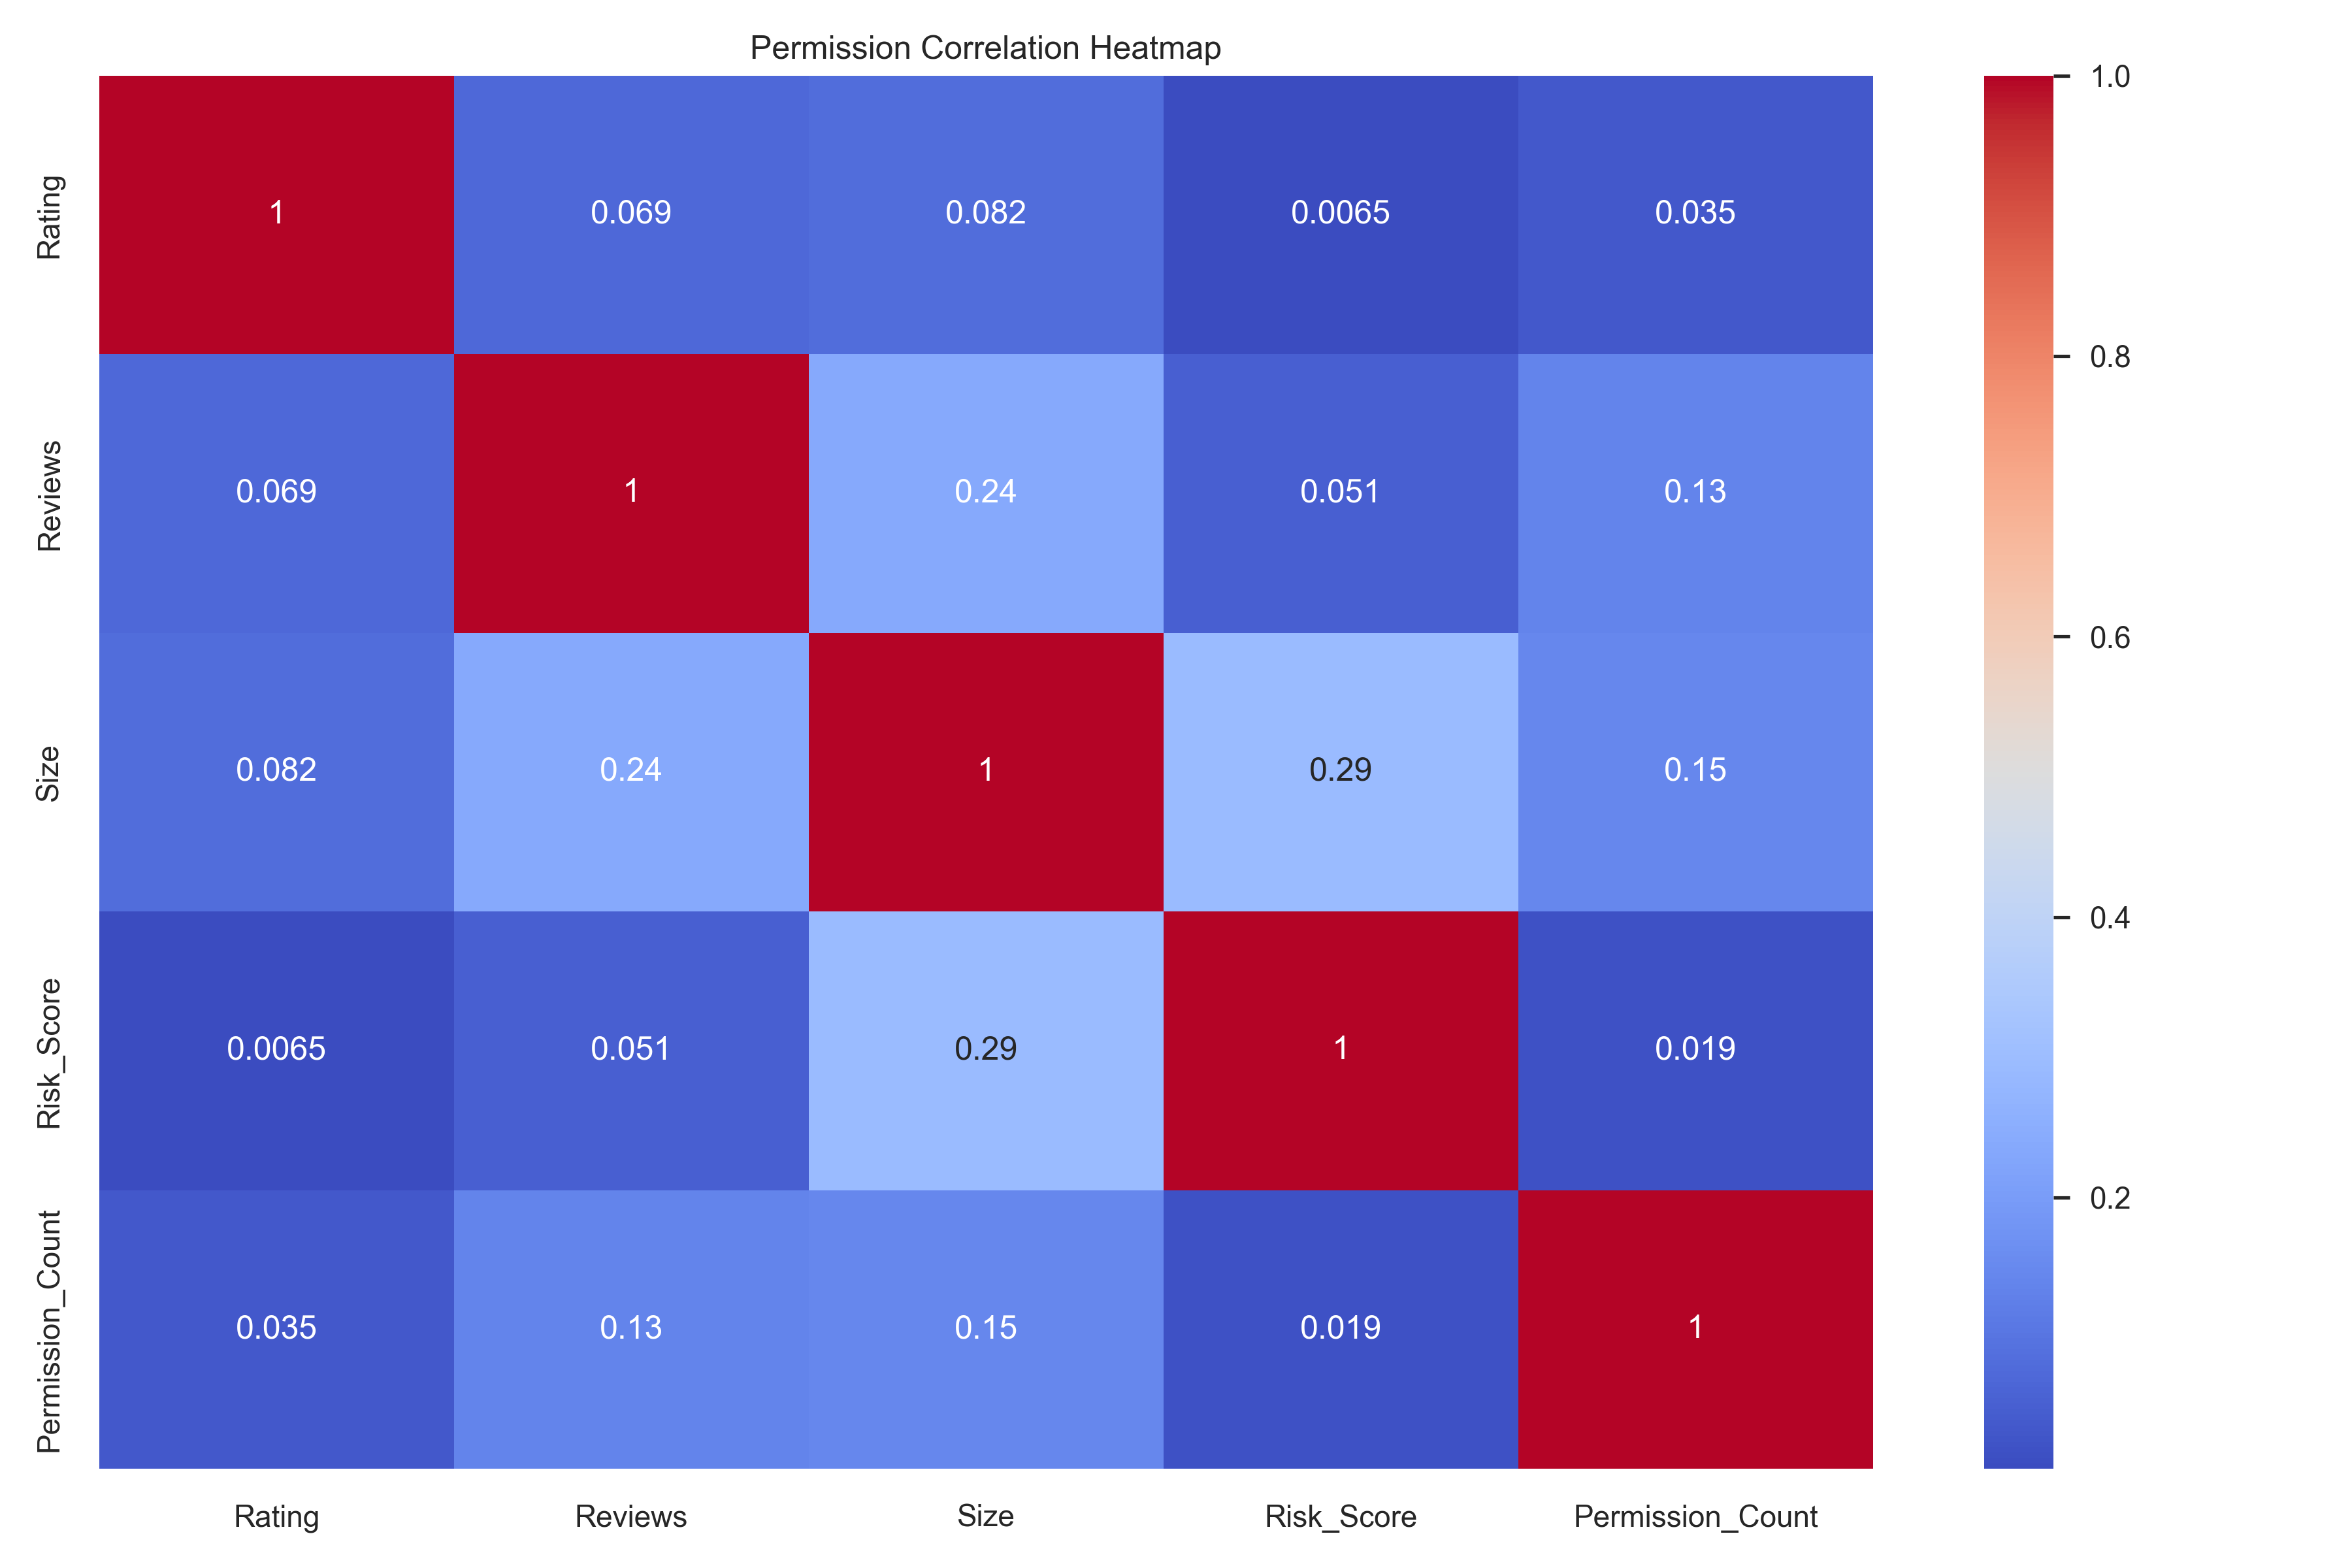 Permission Correlation Heatmap
Rating 1 0.069 0.082 0.0065 0.035
Reviews 0.069 1 0.24 0.051 0.13
Size 0.082 0.24 1 0.29 0.15
Risk_Score 0.0065 0.051 0.29 1 0.019
Permission_Count 0.035 0.13 0.15 0.019 1
Rating Reviews Size Risk_Score Permission_Count
1.0
0.8
0.6
0.4
0.2